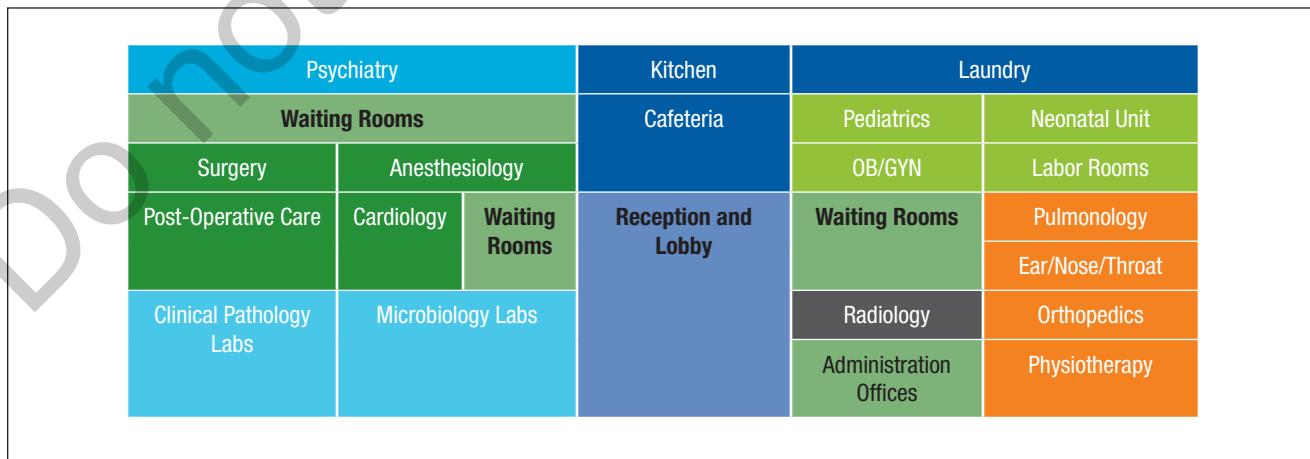 Do no
Psychiatry
Kitchen
Laundry
Waiting Rooms
Cafeteria
Pediatrics
Neonatal Unit
Surgery
Anesthesiology
OB/GYN
Labor Rooms
Post-Operative Care
Cardiology
Waiting
Rooms
Reception and
Lobby
Waiting Rooms
Pulmonology
Ear/Nose/Throat
Clinical Pathology
Labs
Microbiology Labs
Radiology
Orthopedics
Administration
Offices
Physiotherapy